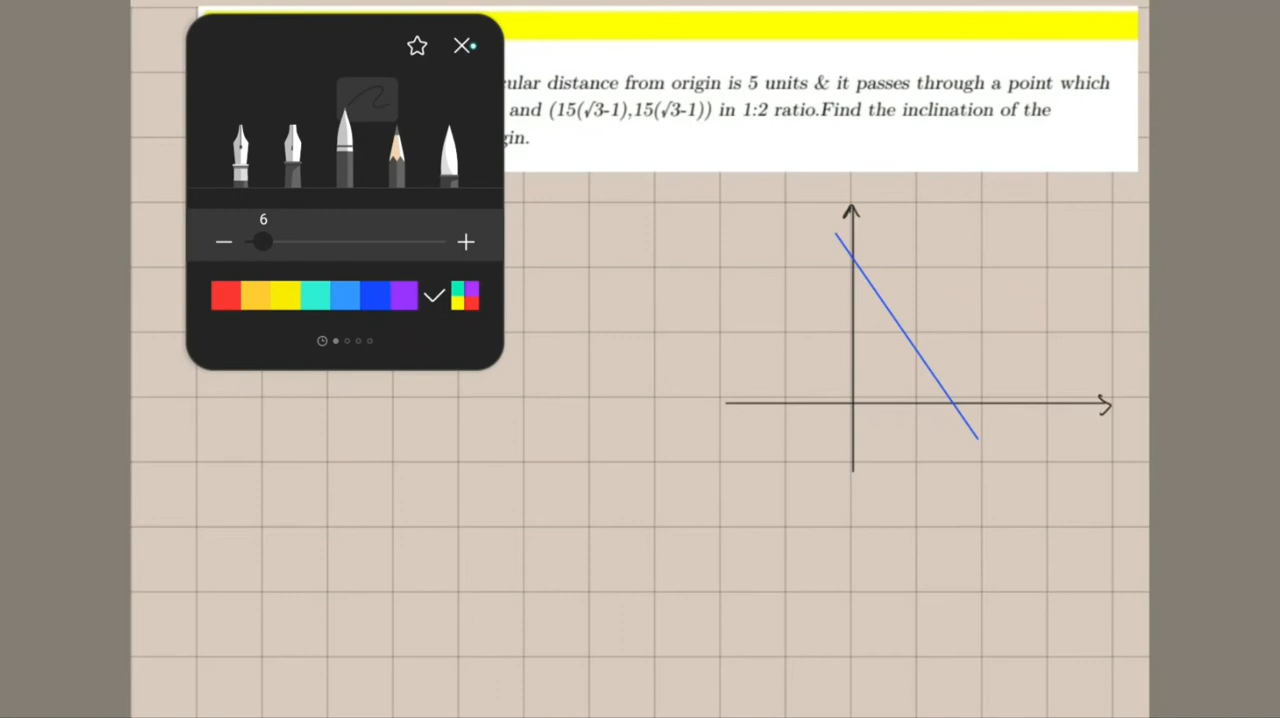 cular distance from origin is 5 units & it passes through a point which
and (15(√3-1),15(√3-1)) in 1:2 ratio.Find the inclination of the
gin.
6